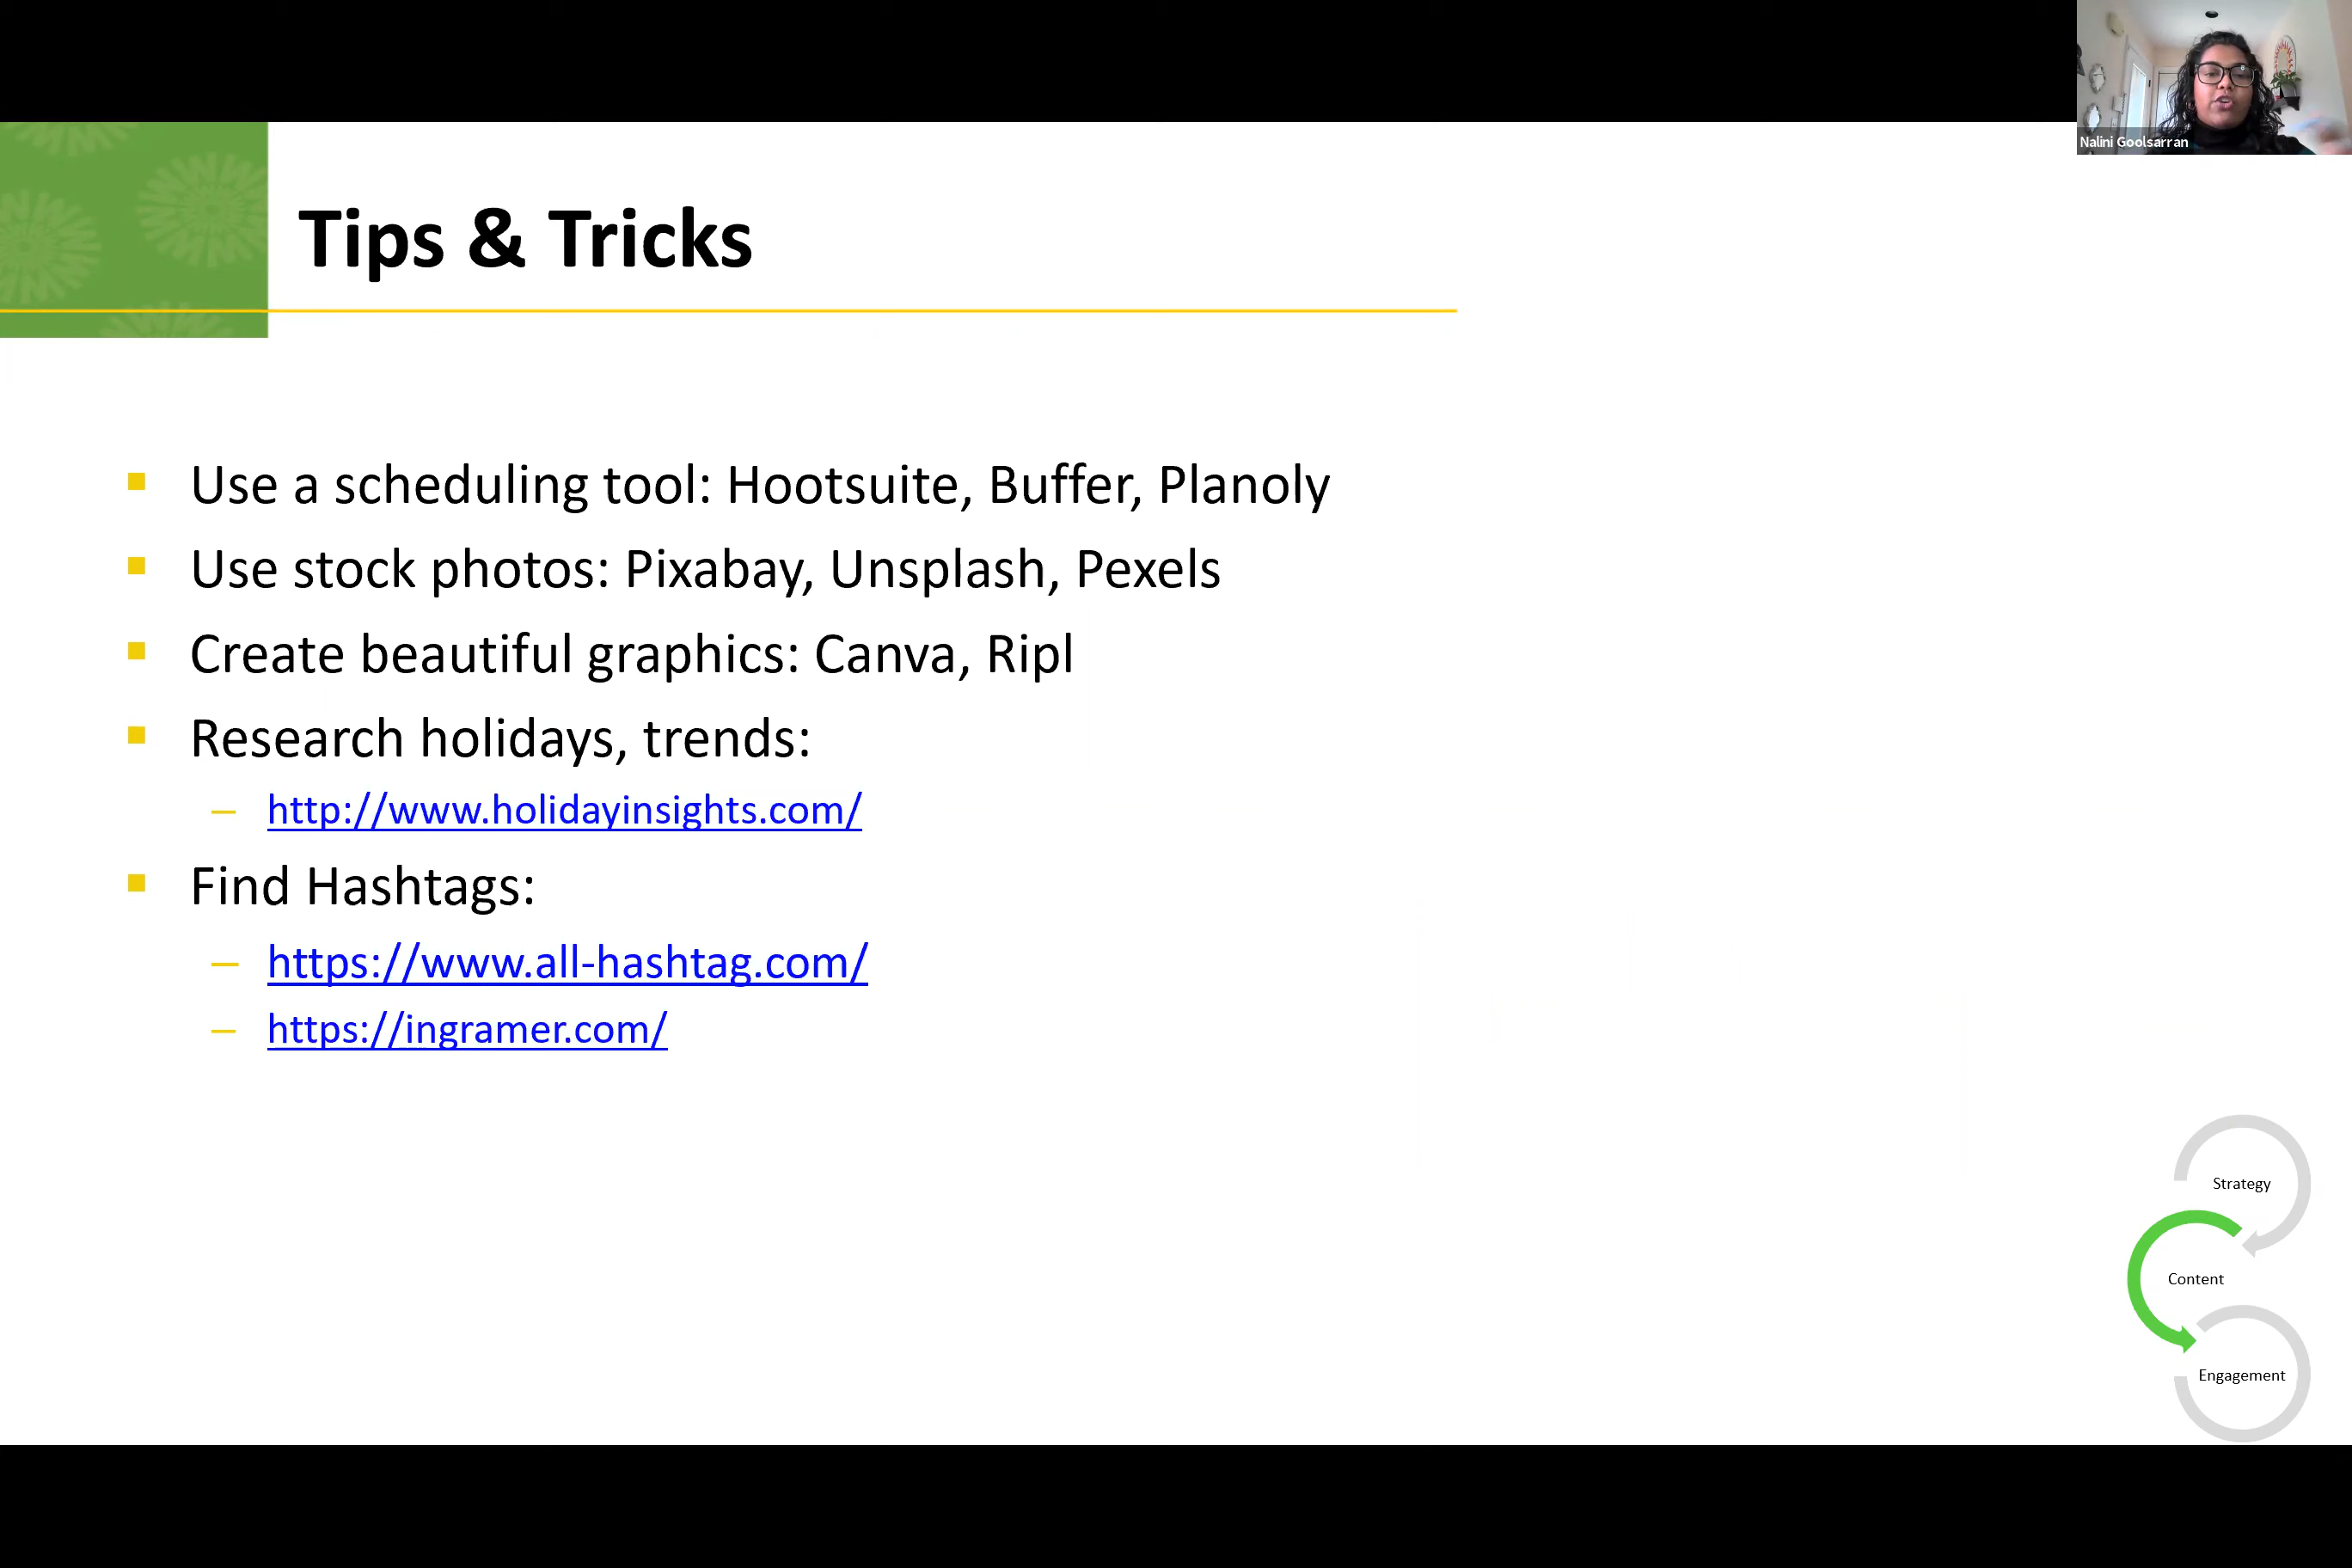 Nalini Goolsarran
Tips & Tricks
Use a scheduling tool: Hootsuite, Buffer, Planoly
Use stock photos: Pixabay, Unsplash, Pexels
Create beautiful graphics: Canva, Ripl
Research holidays, trends:
http://www.holidayinsights.com/
Find Hashtags:
https://www.all-hashtag.com/
https://ingramer.com/
Strategy
Content
Engagement